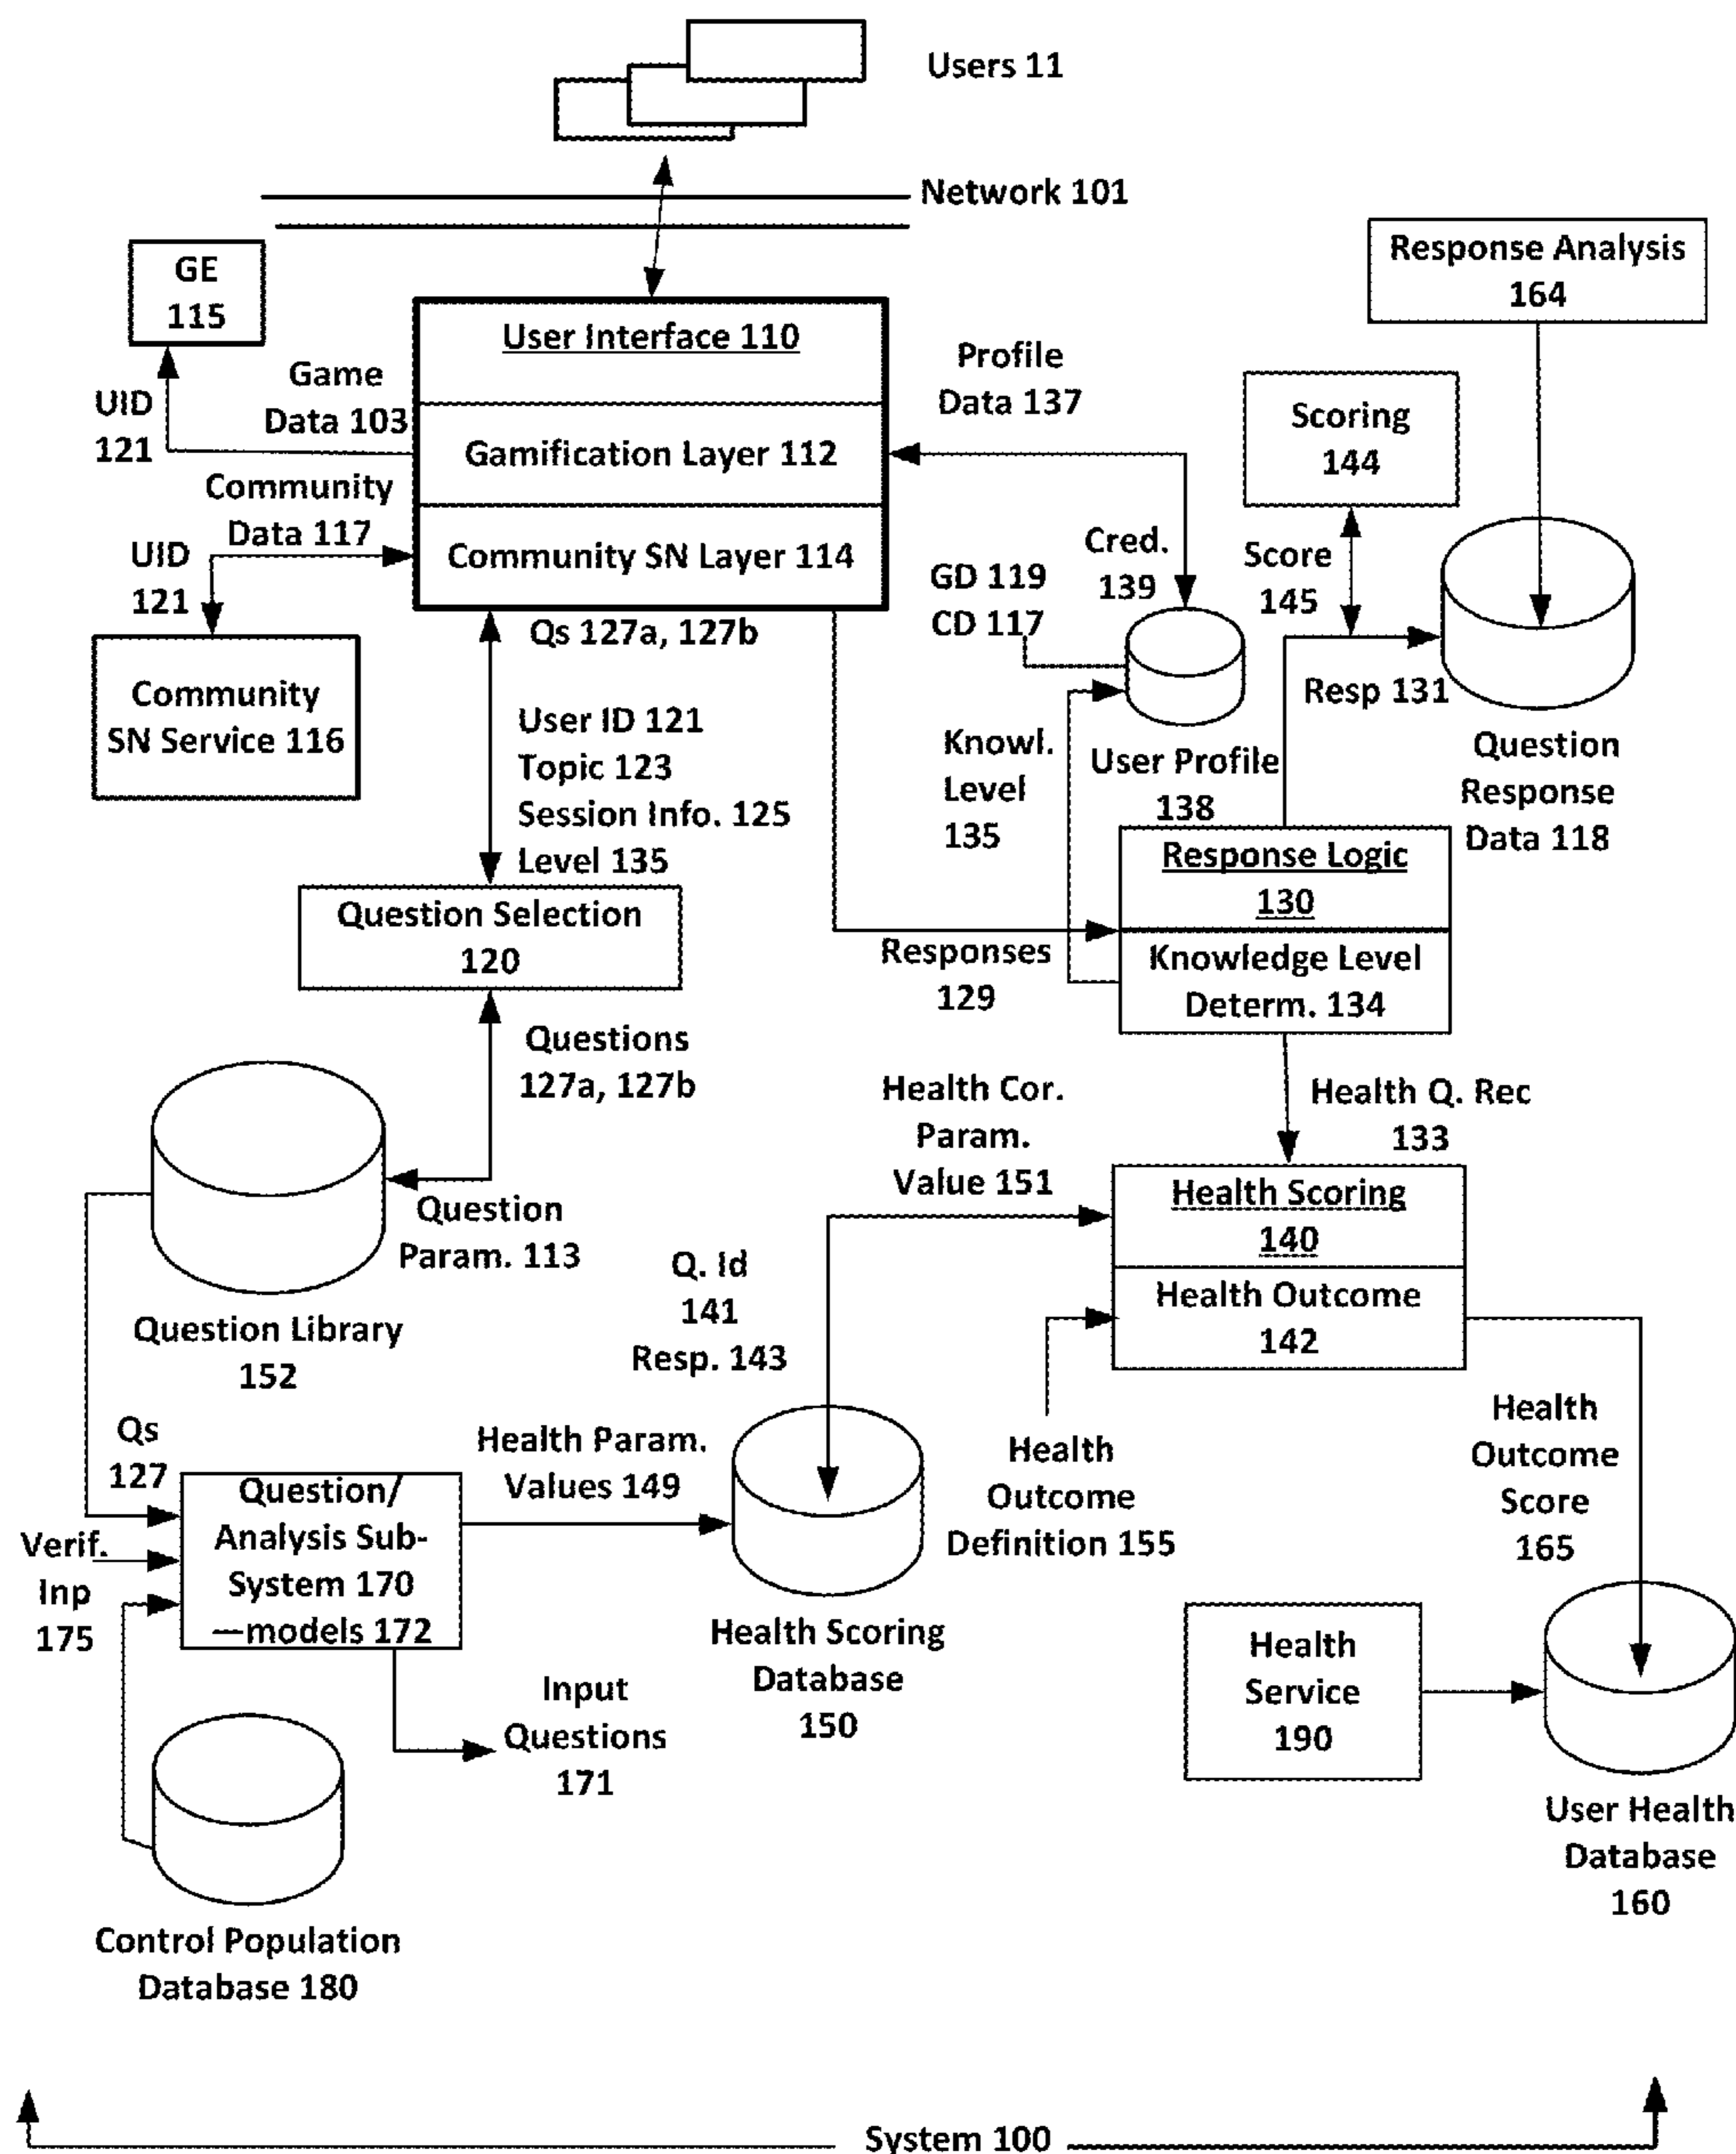 Users 11
Network 101
GE
115
Response Analysis
164
User Interface 110
Gamification Layer 112
Community SN Layer 114
Game
Data 103
UID
121
Community
Data 117
UID
121
Community
SN Service 116
Profile
Data 137
Scoring
144
Score
145
Cred.
139
GD 119
CD 117
Resp 131
Question
Response
Data 118
Qs 127a, 127b
User ID 121
Topic 123
Session Info. 125
Level 135
Knowl.
Level
135
User Profile
138
Response Logic
130
Knowledge Level
Determ. 134
Responses
129
Question Selection
120
Questions
127a, 127b
Question
Param. 113
Question Library
152
Health Cor.
Param.
Value 151
Health Q. Rec
133
Health Scoring
140
Health Outcome
142
Q. Id
141
Resp. 143
Health
Outcome
Definition 155
Health
Outcome
Score
165
Qs
127
Verif.
Inp
175
Question/
Analysis Sub-
System 170
—models 172
Health Param.
Values 149
Health Scoring
Database
150
Input
Questions
171
Health
Service
190
User Health
Database
160
Control Population
Database 180
System 100